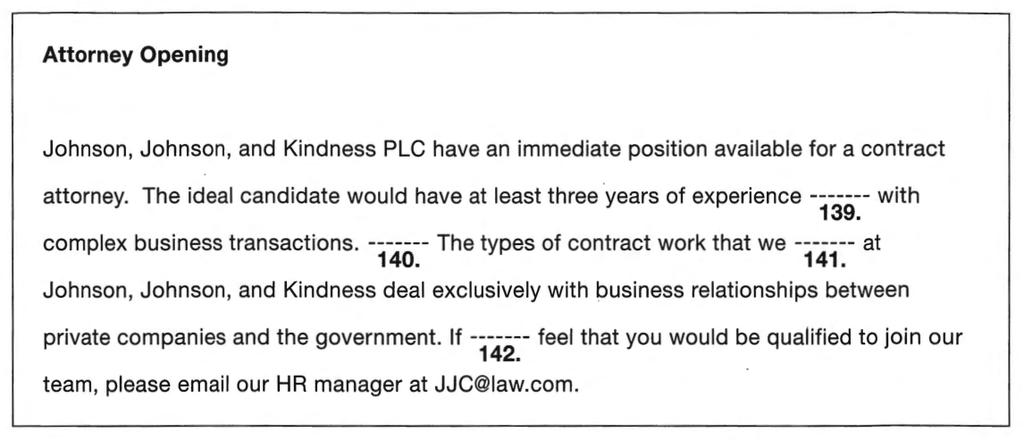 Attorney Opening
Johnson, Johnson, and Kindness PLC have an immediate position available for a contract
attorney. The ideal candidate would have at least three years of experience ------- with
139.
complex business transactions. ------- The types of contract work that we ------- at
140. 141.
Johnson, Johnson, and Kindness deal exclusively with business relationships between
private companies and the government. If ------- feel that you would be qualified to join our
142.
team, please email our HR manager at JJC@law.com.